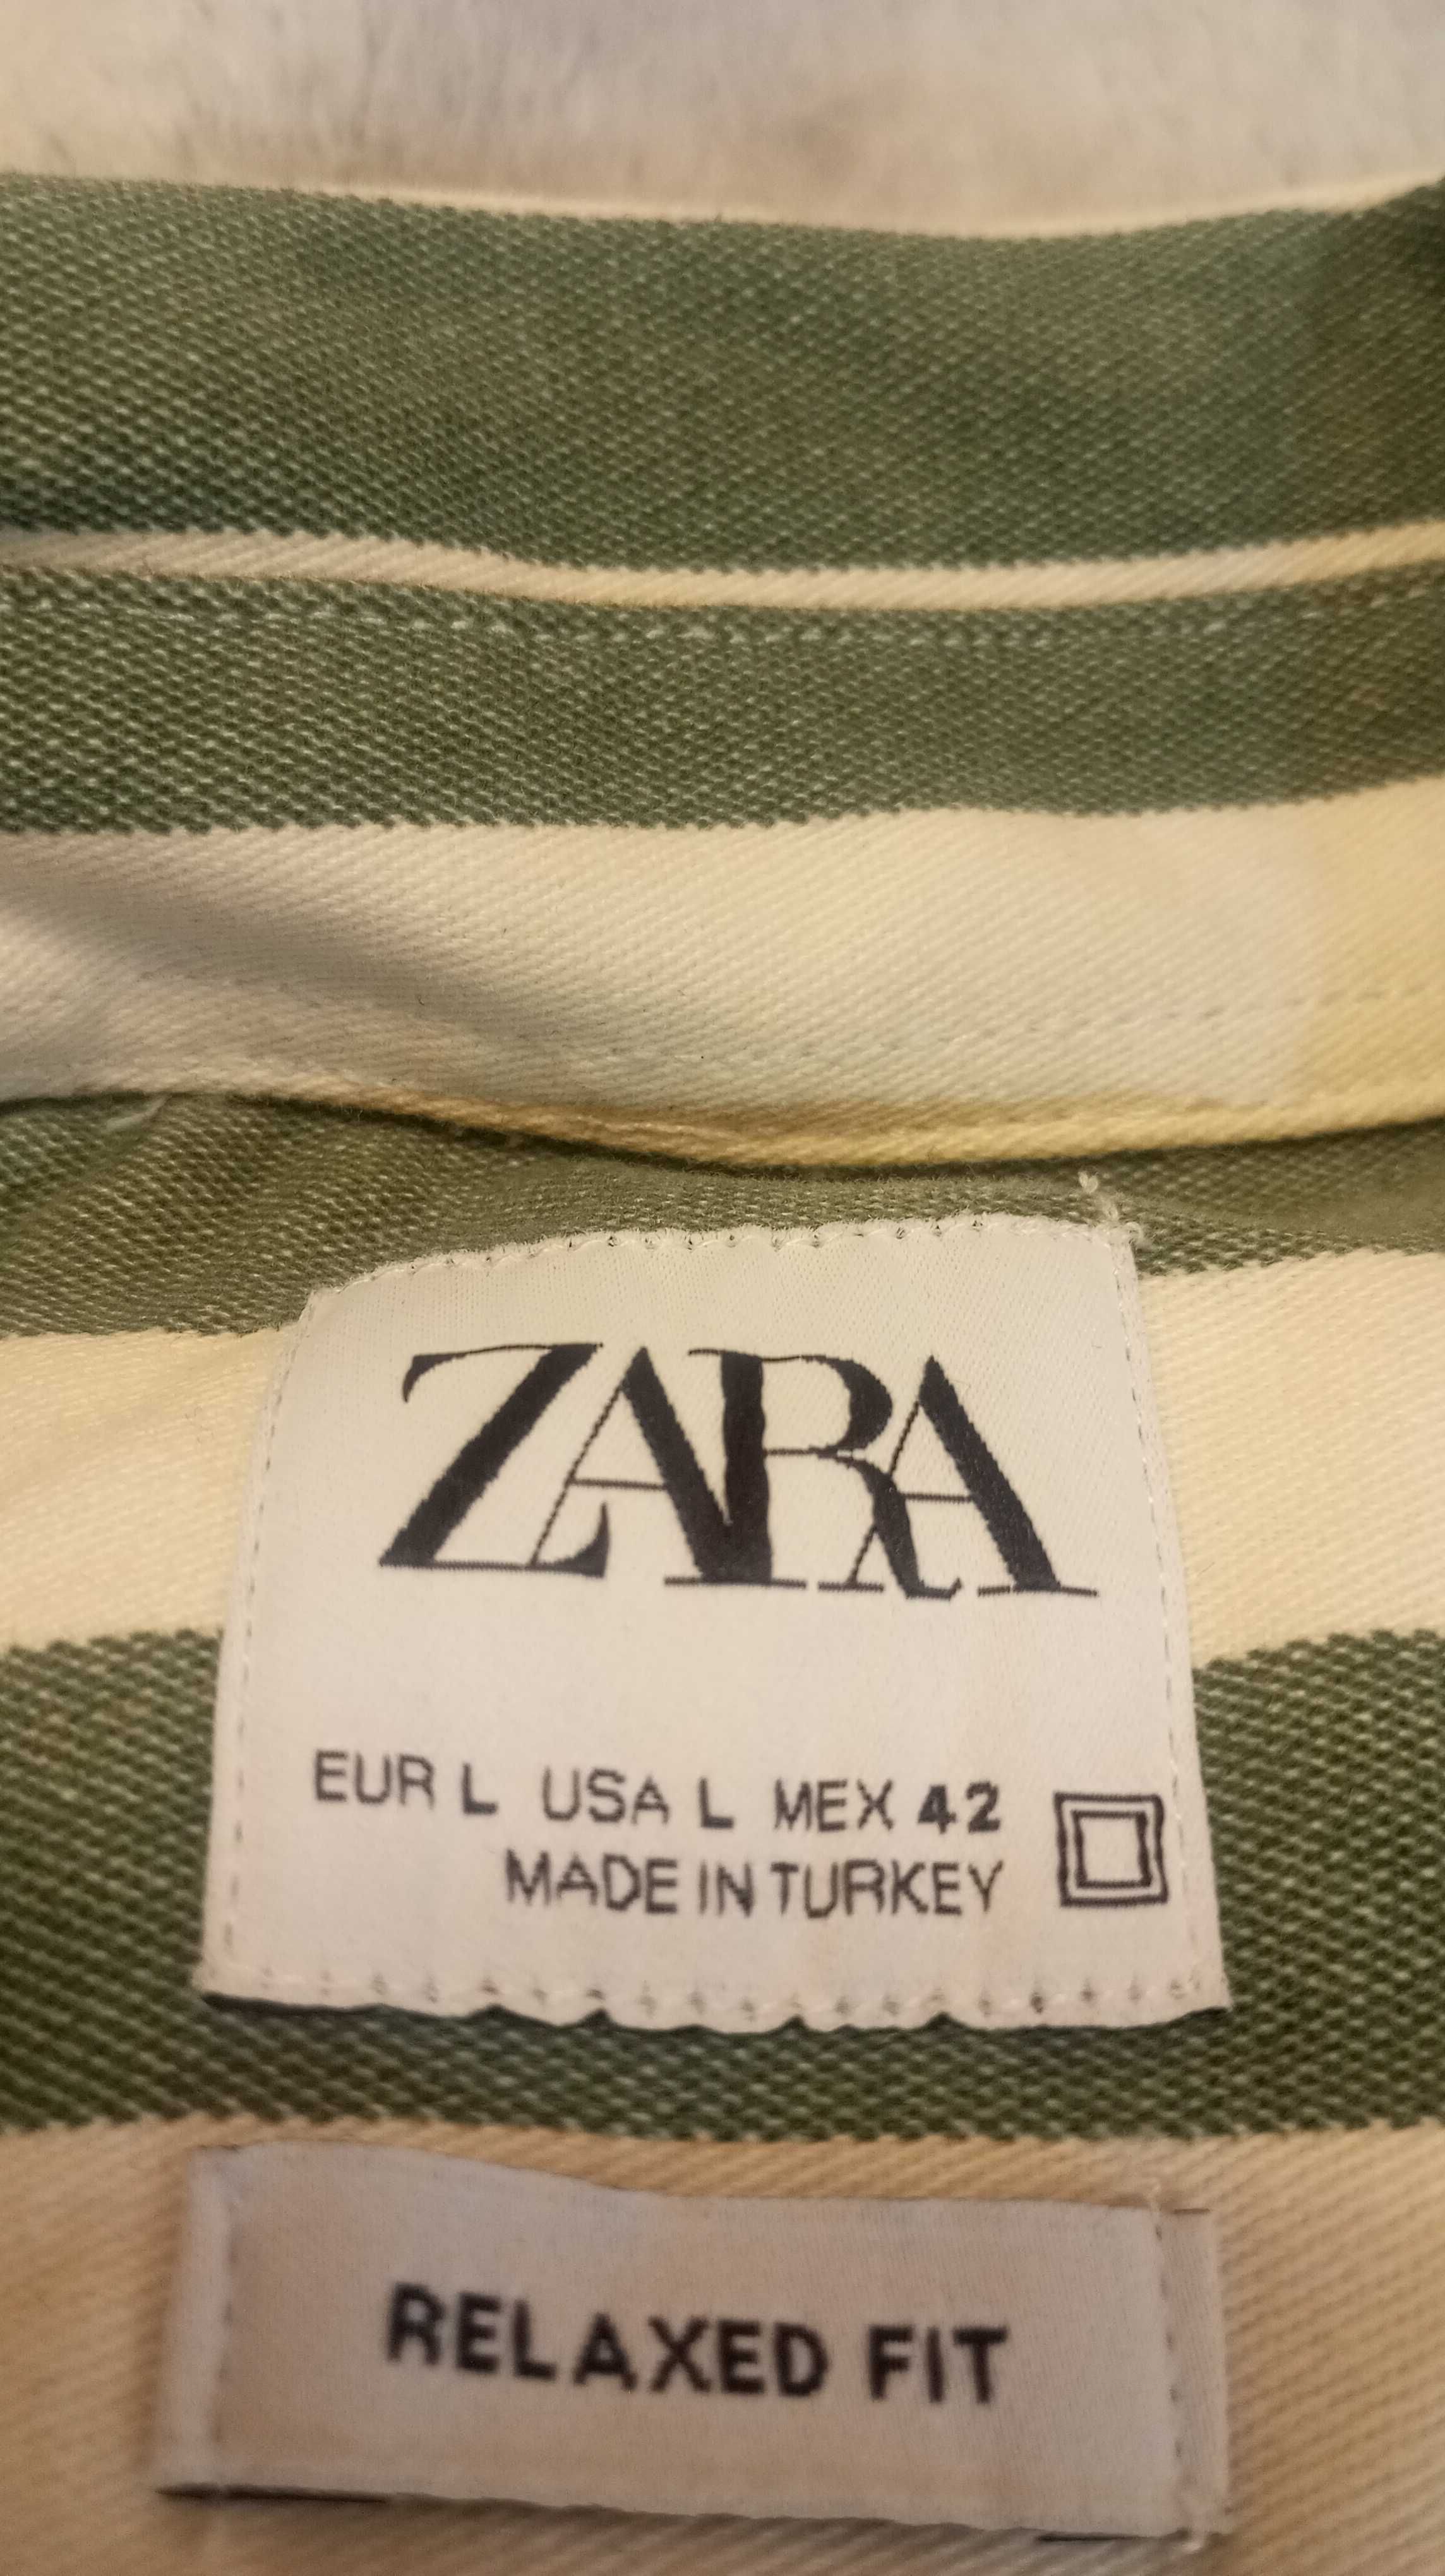 ZARA
EUR L USA L MEX 42
MADE IN TURKEY
RELAXED FIT